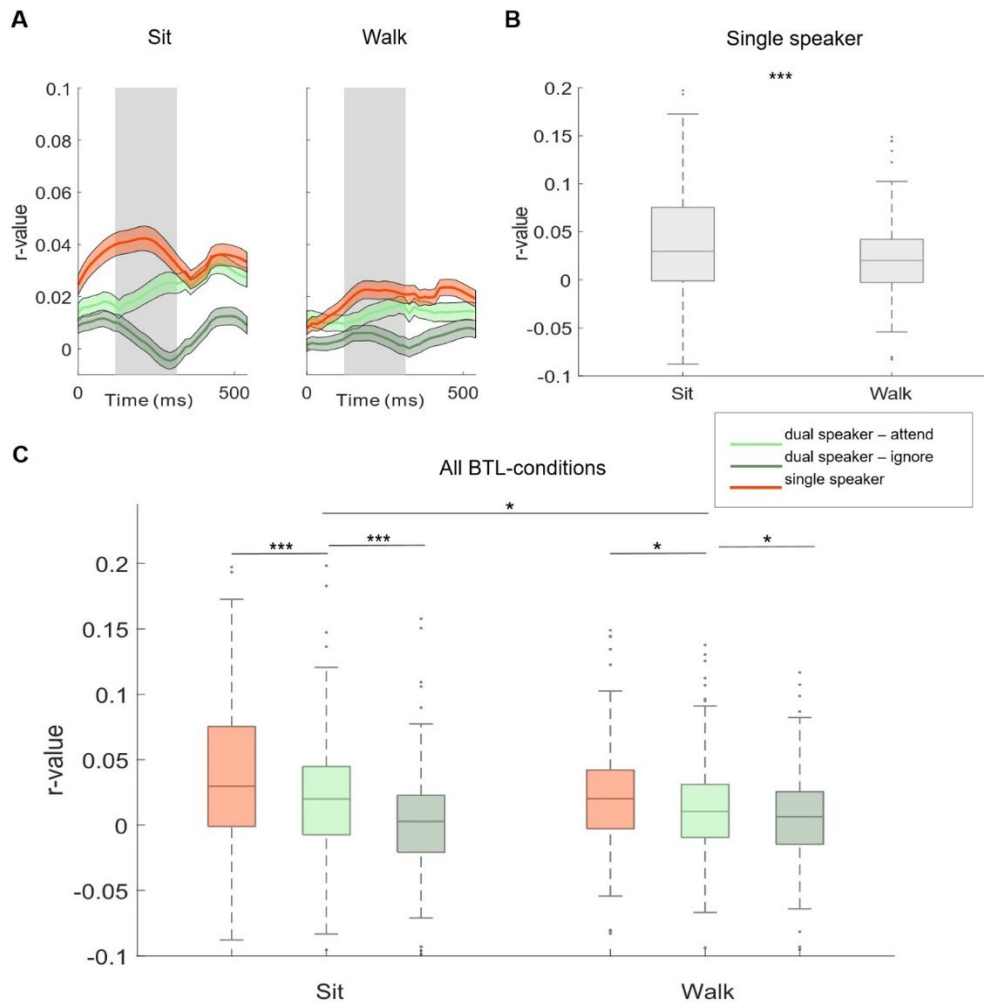 A
Sit
Walk
0.1
0.08
0.06
0.04
0.02
0
r-value
0
500
Time (ms)
0
500
Time (ms)
B
Single speaker
***
0.2
0.15
0.1
0.05
0
-0.05
-0.1
r-value
Sit
Walk
dual speaker – attend
dual speaker – ignore
single speaker
C
All BTL-conditions
*
***
***
*
*
0.2
0.15
0.1
0.05
0
-0.05
-0.1
r-value
Sit
Walk